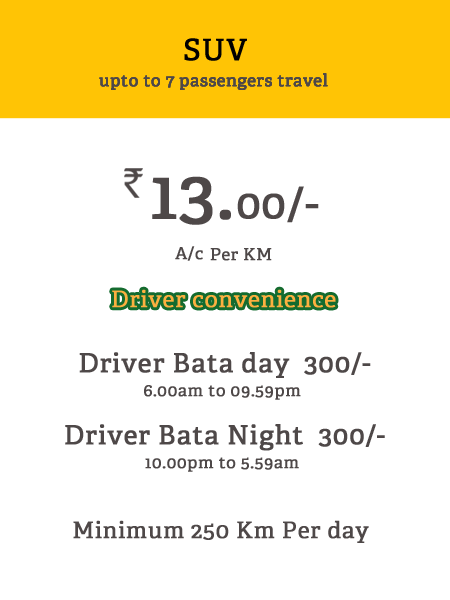 SUV
upto to 7 passengers travel
₹13.00/-
A/c Per KM
Driver convenience
Driver Bata day 300/-
6.00am to 09.59pm
Driver Bata Night 300/-
10.00pm to 5.59am
Minimum 250 Km Per day